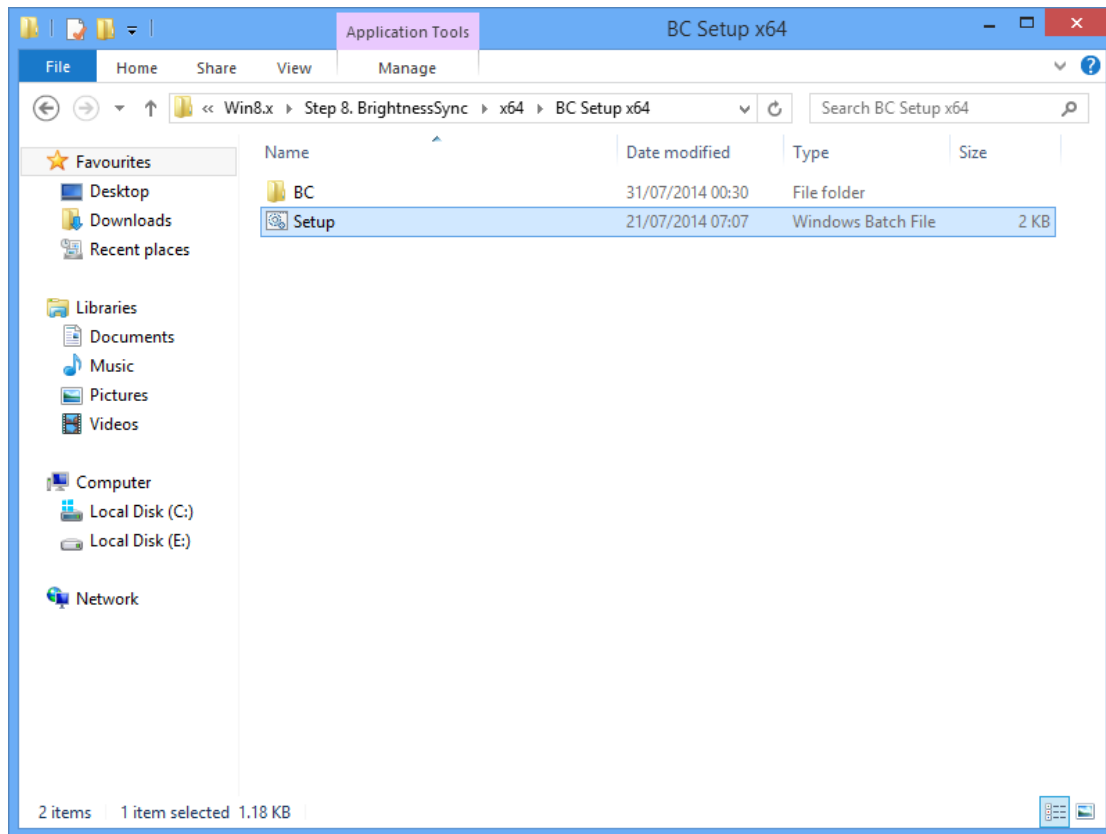 Application Tools
BC Setup x64
File Home Share View Manage
« Win8.x Step 8. BrightnessSync x64 BC Setup x64
Search BC Setup x64
Name Date modified Type Size
Favourites
Desktop
Downloads
Recent places
Libraries
Documents
Music
Pictures
Videos
Computer
Local Disk (C:)
Local Disk (E:)
Network
BC 31/07/2014 00:30 File folder
Setup 21/07/2014 07:07 Windows Batch File 2 KB
2 items 1 item selected 1.18 KB